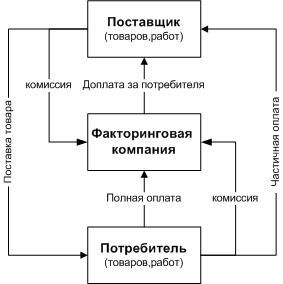 Поставщик
(товаров,работ)
комиссия
Доплата за потребителя
Поставка товара
Частичная оплата
Факторинговая
компания
Полная оплата
комиссия
Потребитель
(товаров,работ)